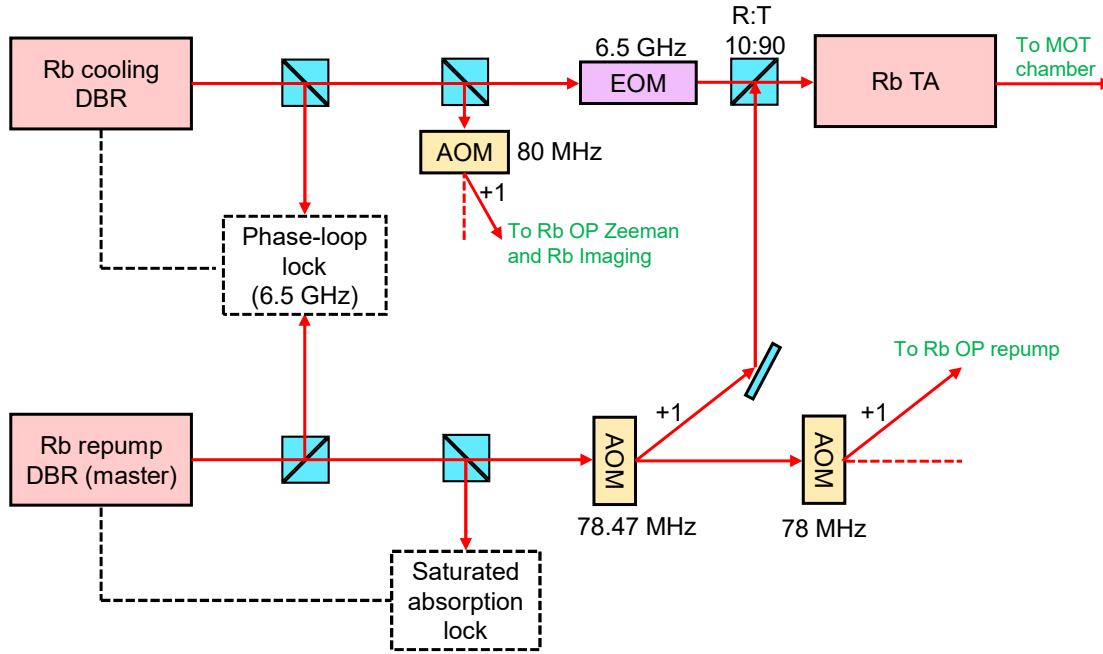 Rb cooling
DBR
6.5 GHz
EOM
R:T
10:90
Rb TA
To MOT
chamber
AOM
80 MHz
+1
To Rb OP Zeeman
and Rb Imaging
Phase-loop
lock
(6.5 GHz)
To Rb OP repump
Rb repump
DBR (master)
+1
+1
AOM
AOM
78.47 MHz
78 MHz
Saturated
absorption
lock